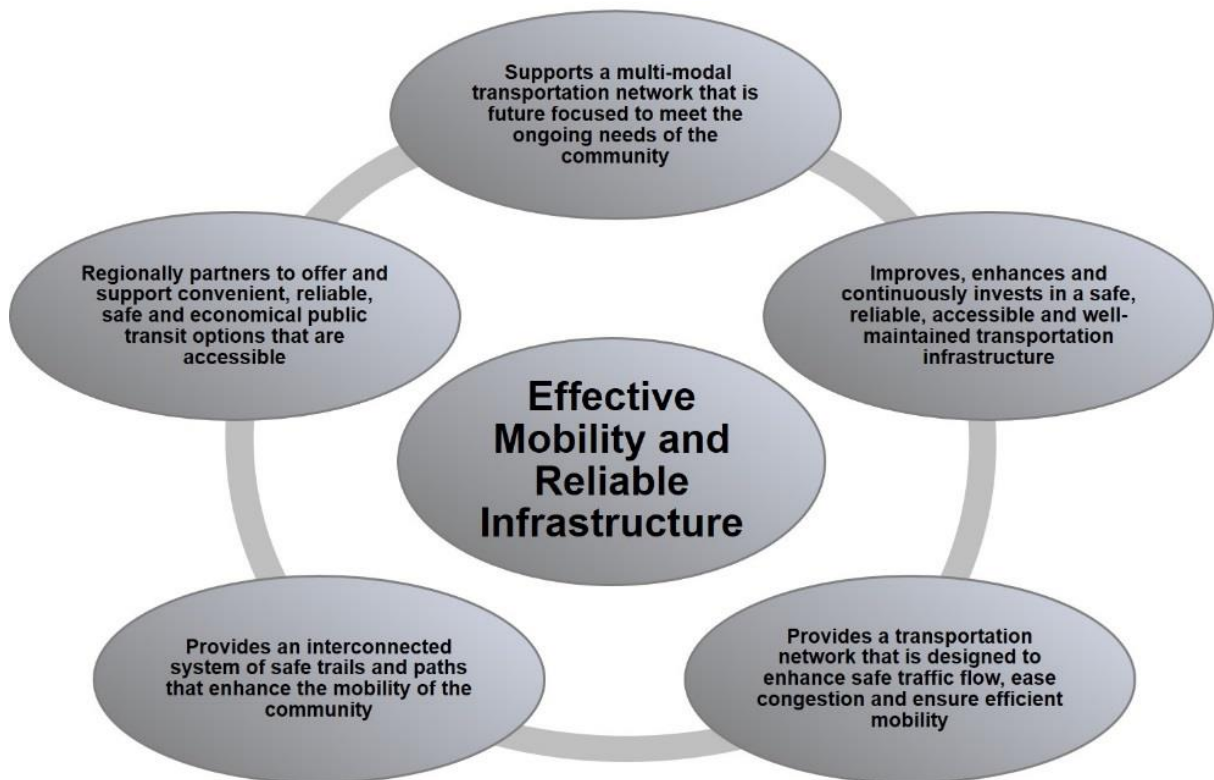 Supports a multi-modal
transportation network that is
future focused to meet the
ongoing needs of the
community
Regionally partners to offer and
support convenient, reliable,
safe and economical public
transit options that are
accessible
Improves, enhances and
continuously invests in a safe,
reliable, accessible and well-
maintained transportation
infrastructure
Effective
Mobility and
Reliable
Infrastructure
Provides an interconnected
system of safe trails and paths
that enhance the mobility of the
community
Provides a transportation
network that is designed to
enhance safe traffic flow, ease
congestion and ensure efficient
mobility